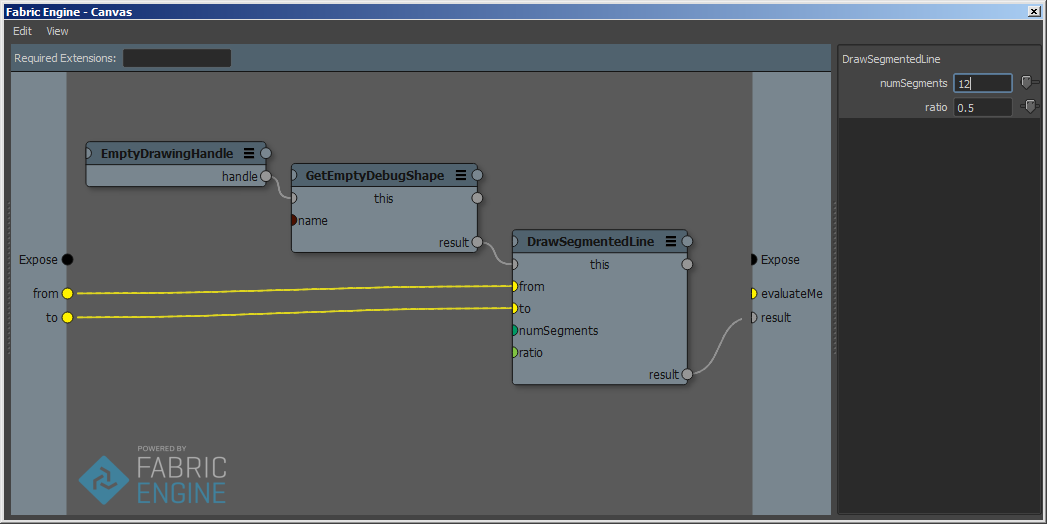 Fabric Engine - Canvas
Edit View
Required Extensions:
DrawSegmentedLine
numSegments 12
ratio 0.5
EmptyDrawingHandle
handle
GetEmptyDebugShape
this
name
result
DrawSegmentedLine
this
from
to
numSegments
ratio
result
Expose
from
to
Expose
evaluateMe
result
POWERED BY
FABRIC
ENGINE